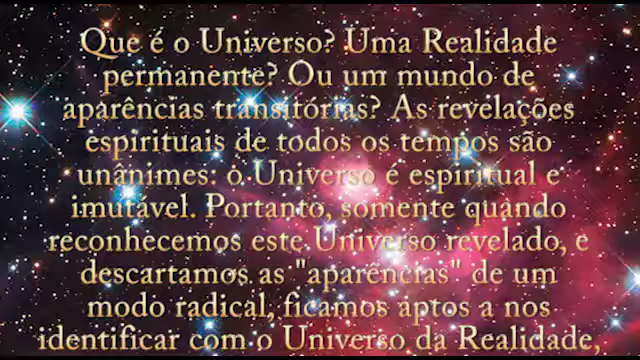 Que é o Universo? Uma Realidade
permanente? Ou um mundo de
aparências transitórias? As revelações
espirituais de todos os tempos são
unânimes: o Universo é espiritual e
imutável. Portanto, somente quando
reconhecemos este Universo revelado, e
descartamos as "aparências" de um
modo radical, ficamos aptos a nos
identificar com o Universo da Realidade,